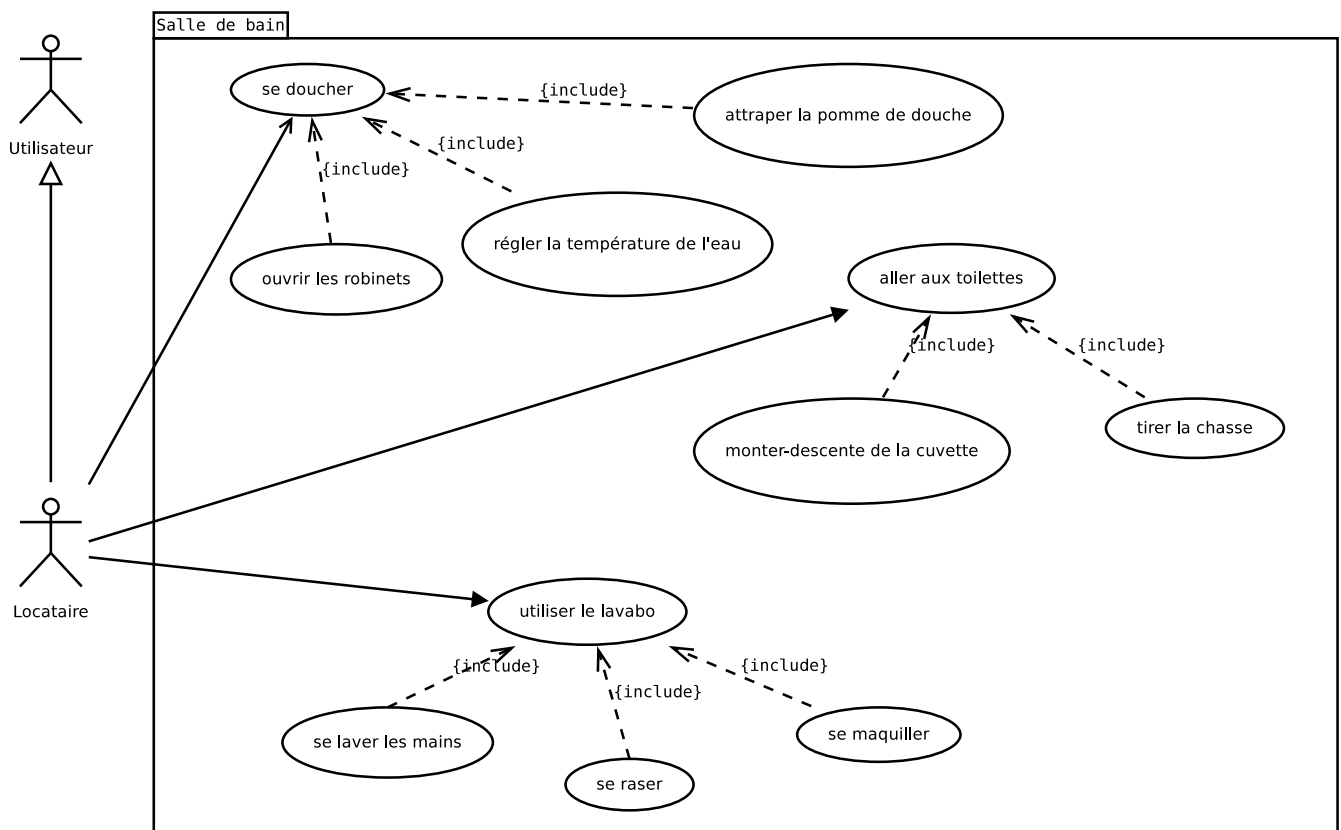 Salle de bain
se doucher
{include}
attraper la pomme de douche
{include}
{include}
Utilisateur
régler la température de l'eau
ouvrir les robinets
aller aux toilettes
{include}
{include}
monter-descente de la cuvette
tirer la chasse
Locataire
utiliser le lavabo
{include}
{include}
{include}
se laver les mains
se maquiller
se raser